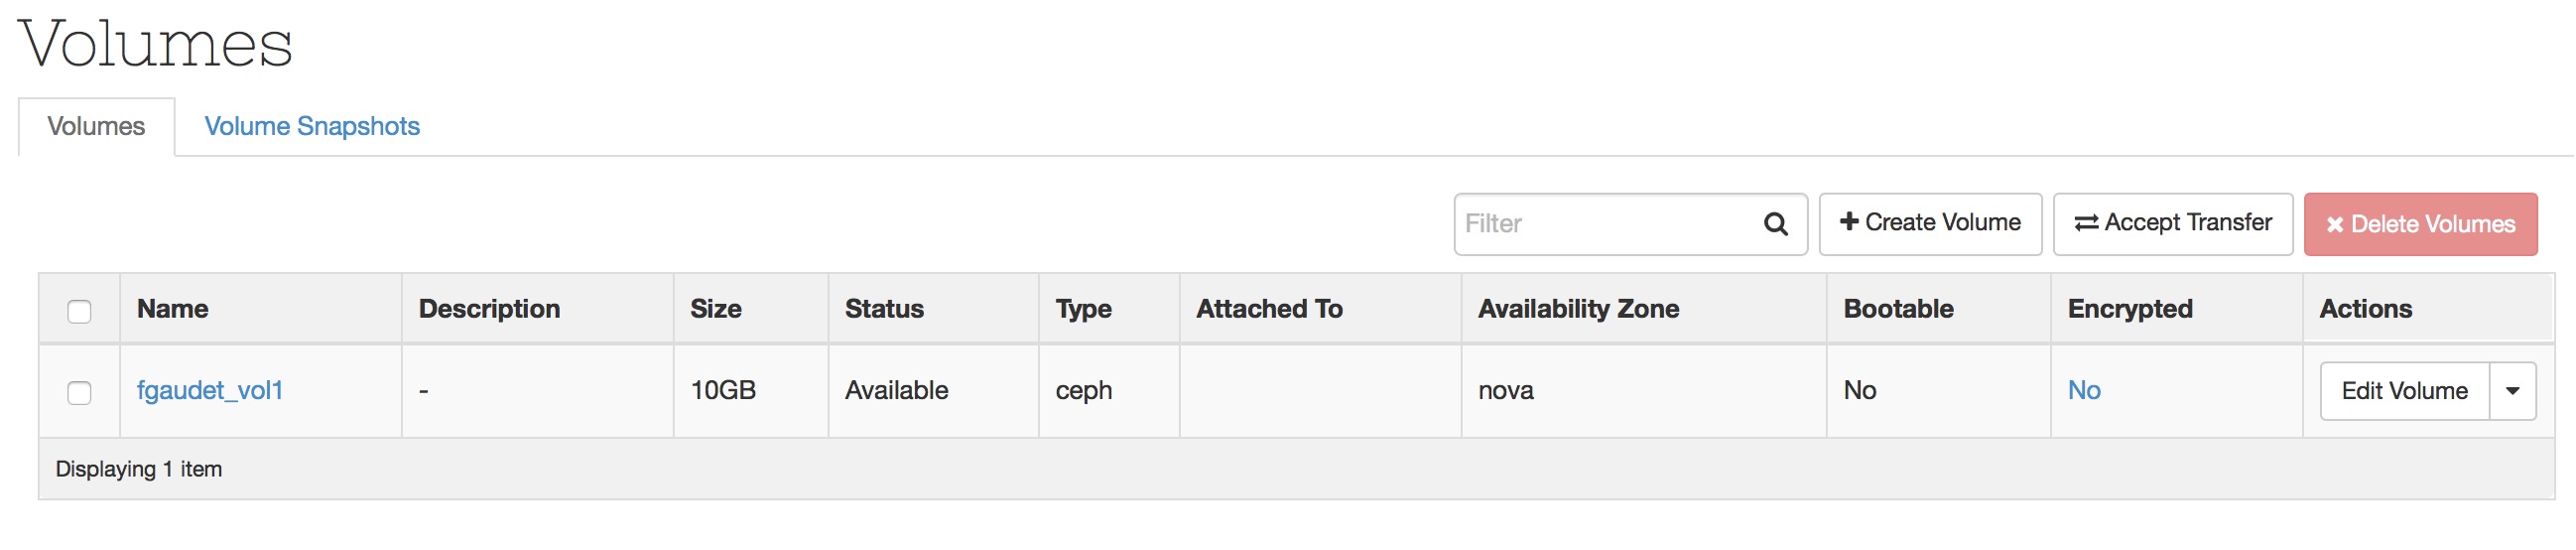 Volumes
Volumes Volume Snapshots
Filter Create Volume Accept Transfer Delete Volumes
Name Description Size Status Type Attached To Availability Zone Bootable Encrypted Actions
fgaudet_vol1 - 10GB Available ceph nova No No Edit Volume
Displaying 1 item